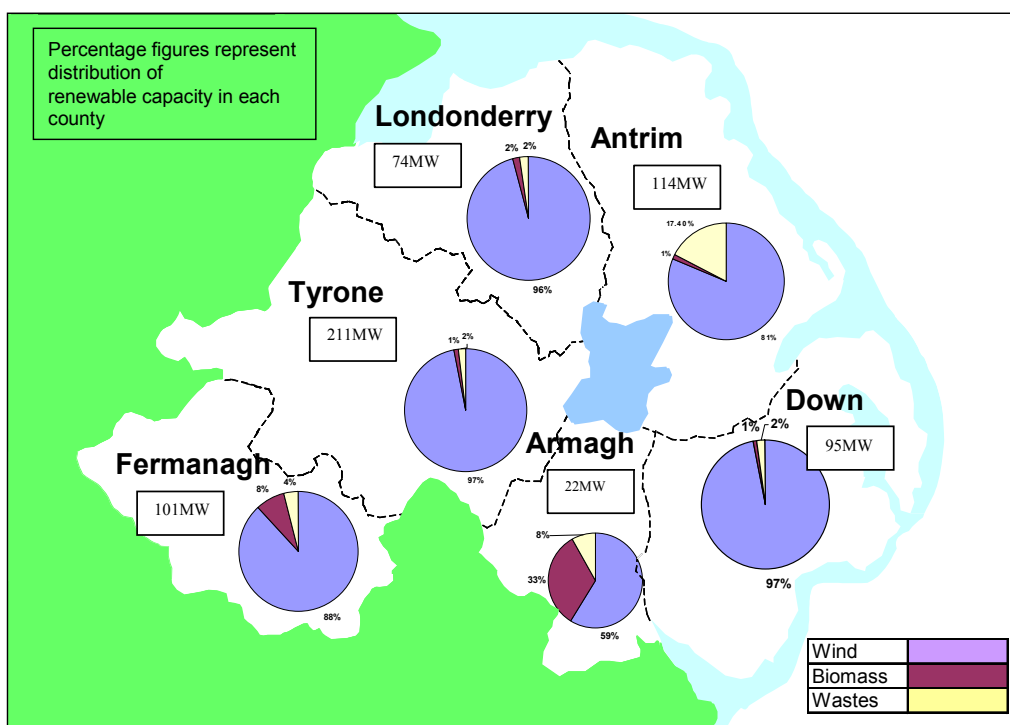 Percentage figures represent
distribution of
renewable capacity in each
county
Londonderry
74MW
2%
2%
96%
Antrim
114MW
17.40%
1%
81%
Tyrone
211MW
1%
2%
97%
Down
95MW
1%
2%
97%
Armagh
22MW
8%
33%
59%
Fermanagh
101MW
8%
4%
88%
Wind
Biomass
Wastes